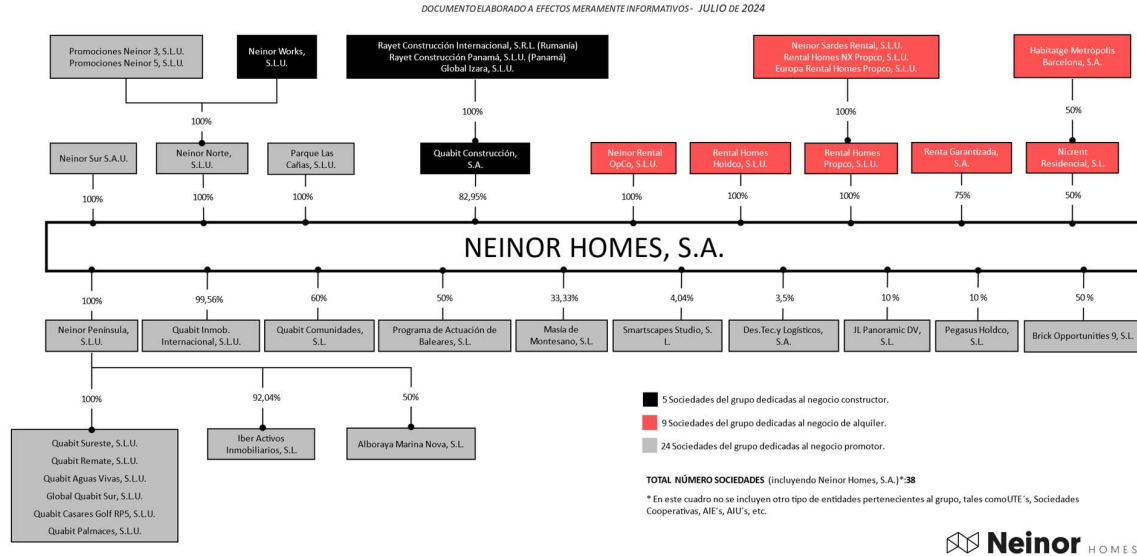 DOCUMENTO ELABORADO A EFECTOS MERAMENTE INFORMATIVOS- JULIO DE 2024
Promociones Neinor 3, S.L.U.
Promociones Neinor 5, S.L.U.
Neinor Works,
S.L.U.
Rayet Construcción Internacional, S.R.L. (Rumanía)
Rayet Construcción Panamá, S.L.U. (Panamá)
Global Izara, S.L.U.
Neinor Sardes Rental, S.L.U.
Rental Homes NX Propco, S.L.U.
Europa Rental Homes Propco, S.L.U.
Habitatge Metròpolis
Barcelona, S.A.
100%
100%
100%
50%
Neinor Sur S.A.U.
Neinor Norte,
S.L.U.
Parque Las
Cañas, S.L.U.
Quabit Construcción,
S.A.
Neinor Rental
OpCo, S.L.U.
Rental Homes
Holdco, S.L.U.
Rental Homes
Propco, S.L.U.
Renta Garantizada,
S.A.
Nicrent
Residencial, S.L.
100%
100%
100%
82,95%
100%
100%
100%
75%
50%
NEINOR HOMES, S.A.
100%
99,56%
60%
50%
33,33%
4,04%
3,5%
10 %
10 %
50 %
Neinor Península,
S.L.U.
Quabit Inmob.
Internacional, S.L.U.
Quabit Comunidades,
S.L.
Programa de Actuación de
Baleares, S.L.
Masía de
Montesano, S.L.
Smartscapes Studio, S.
L.
Des.Tec.y Logísticos,
S.A.
JL Panoramic DV,
S.L.
Pegasus Holdco,
S.L.
Brick Opportunities 9, S.L.
100%
92,04%
50%
Quabit Sureste, S.L.U.
Quabit Remate, S.L.U.
Quabit Aguas Vivas, S.L.U.
Global Quabit Sur, S.L.U.
Quabit Casares Golf RP5, S.L.U.
Quabit Palmaces, S.L.U.
Iber Activos
Inmobiliarios, S.L.
Alboraya Marina Nova, S.L.
5 Sociedades del grupo dedicadas al negocio constructor.
9 Sociedades del grupo dedicadas al negocio de alquiler.
24 Sociedades del grupo dedicadas al negocio promotor.
TOTAL NÚMERO SOCIEDADES (incluyendo Neinor Homes, S.A.)*:38
* En este cuadro no se incluyen otro tipo de entidades pertenecientes al grupo, tales como UTE´s, Sociedades
Cooperativas, AIE´s, AIU´s, etc.
Neinor HOMES